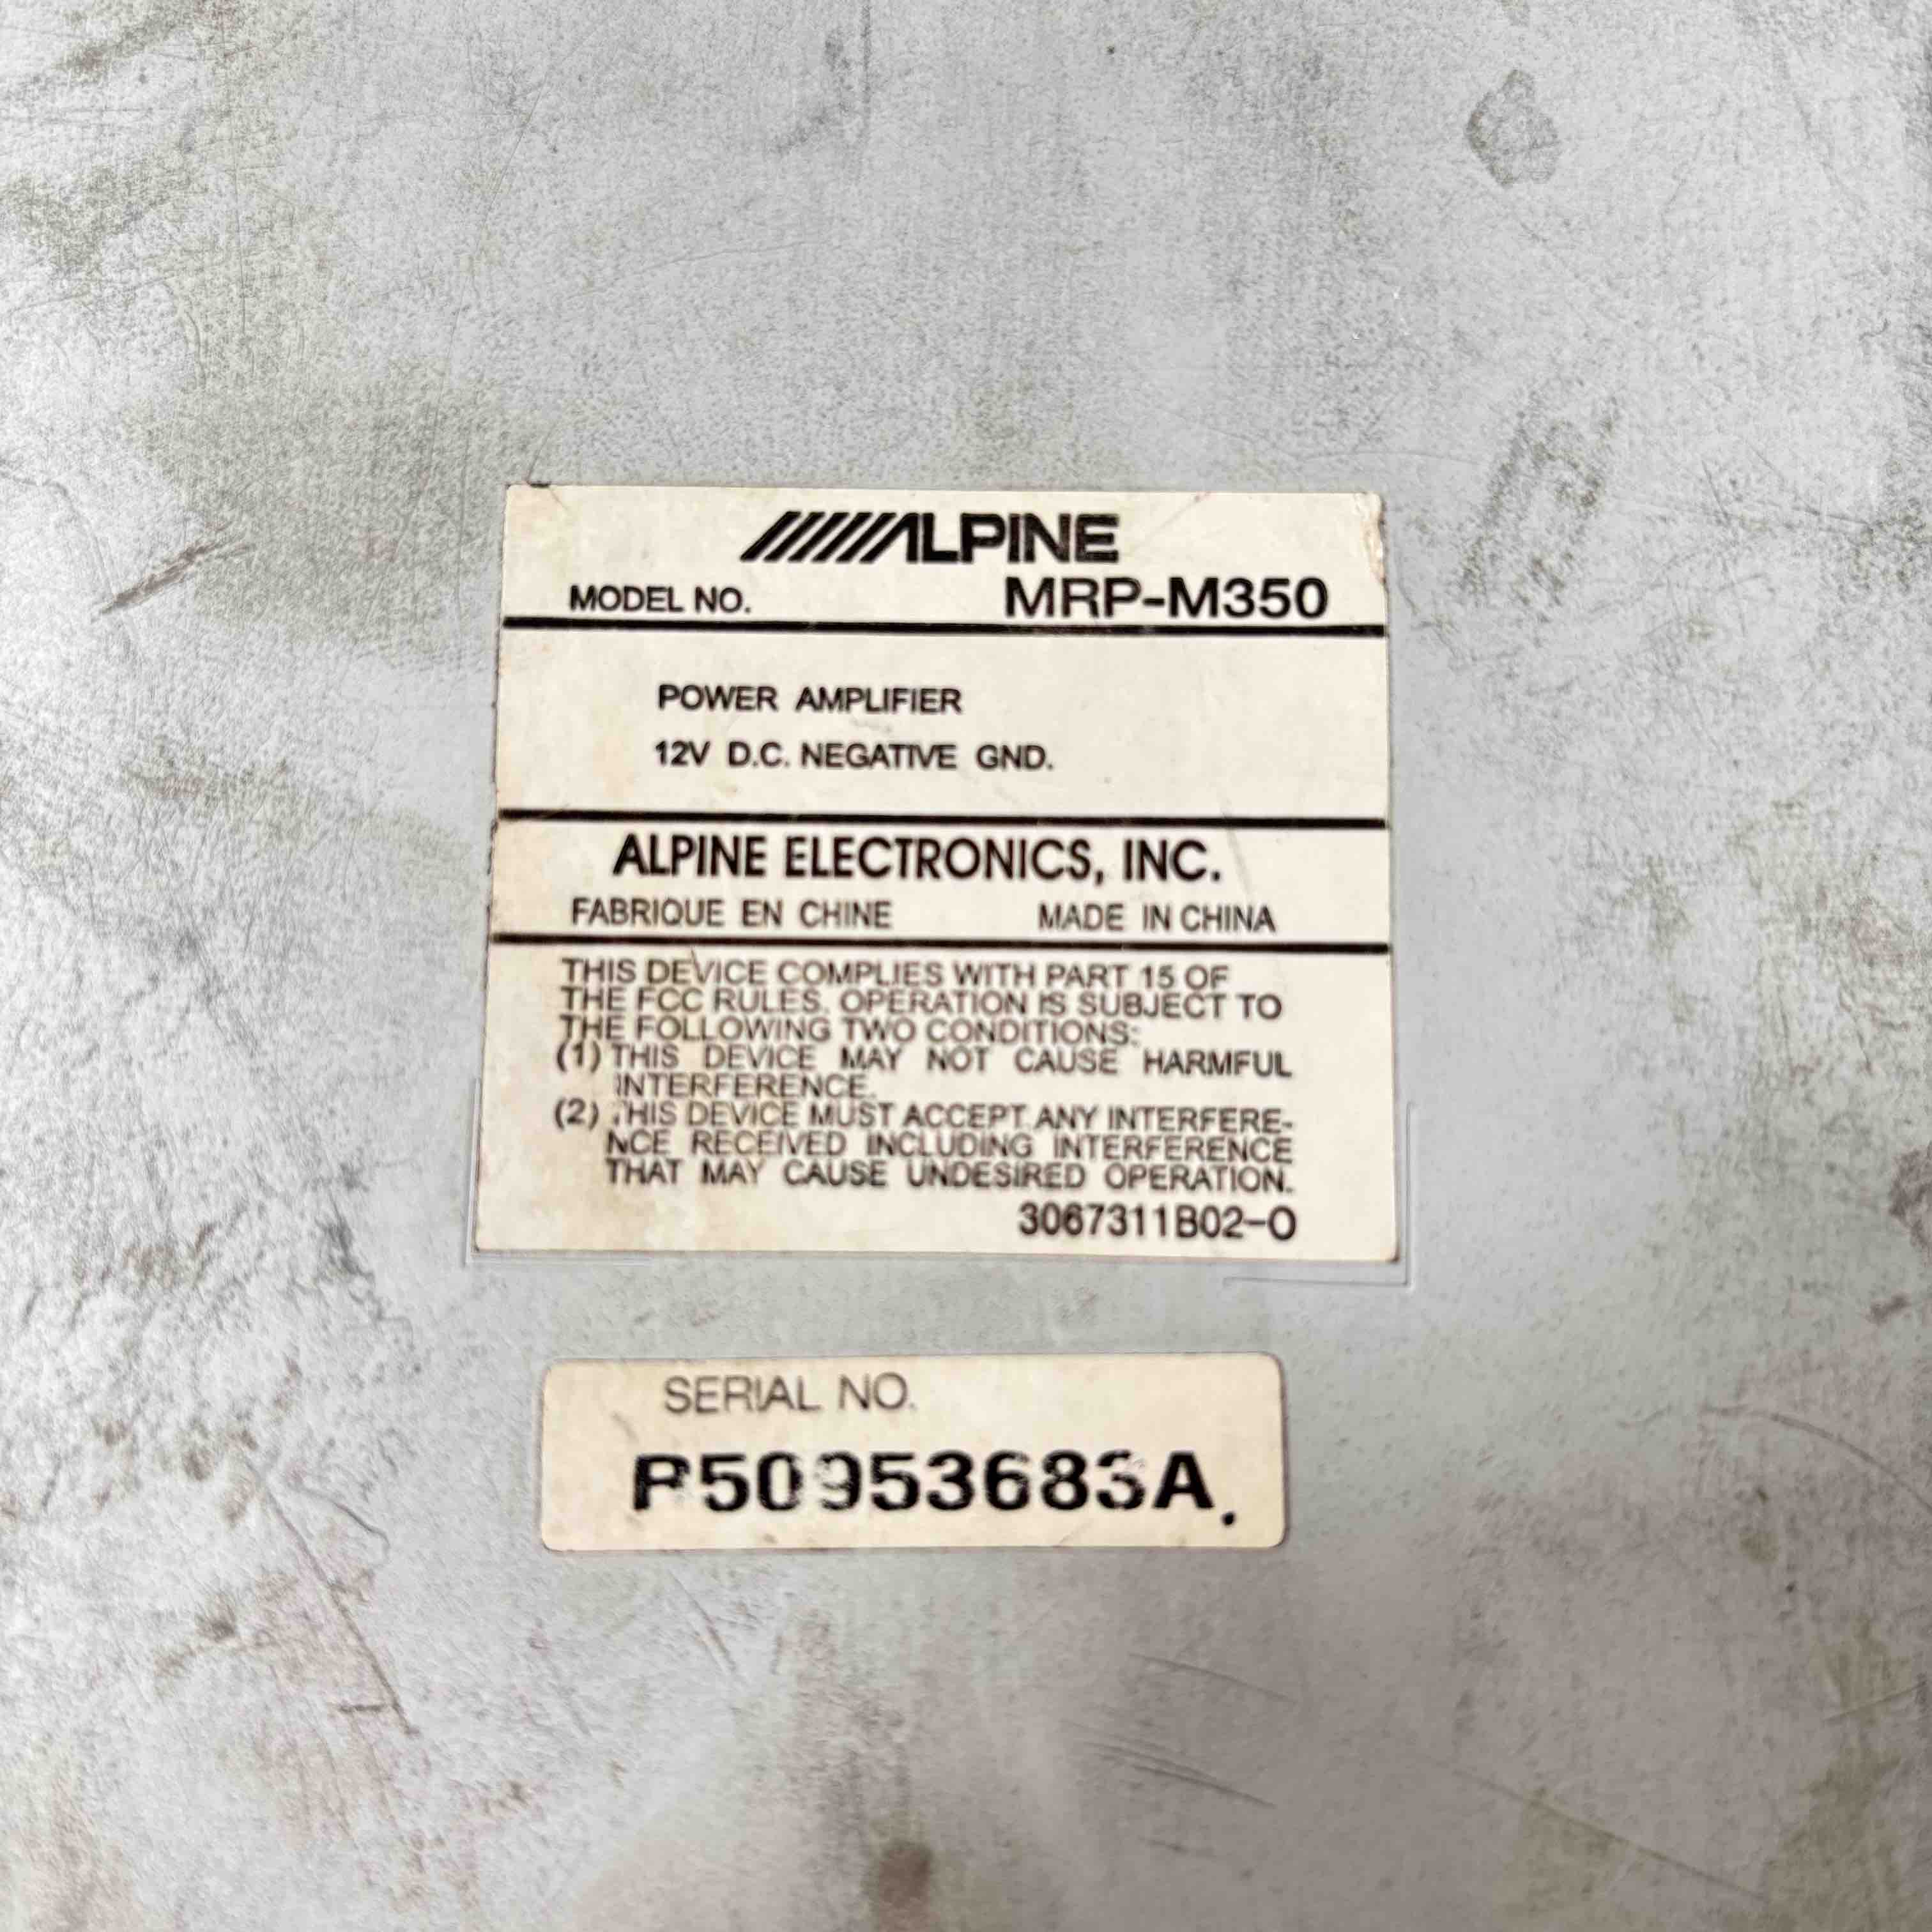 ALPINE
MODEL NO. MRP-M350
POWER AMPLIFIER
12V D.C. NEGATIVE GND.
ALPINE ELECTRONICS, INC.
FABRIQUE EN CHINE MADE IN CHINA
THIS DEVICE COMPLIES WITH PART 15 OF
THE FCC RULES. OPERATION IS SUBJECT TO
THE FOLLOWING TWO CONDITIONS:
(1) THIS DEVICE MAY NOT CAUSE HARMFUL
INTERFERENCE.
(2) THIS DEVICE MUST ACCEPT ANY INTERFERE-
NCE RECEIVED INCLUDING INTERFERENCE
THAT MAY CAUSE UNDESIRED OPERATION.
3067311B02-O
SERIAL NO.